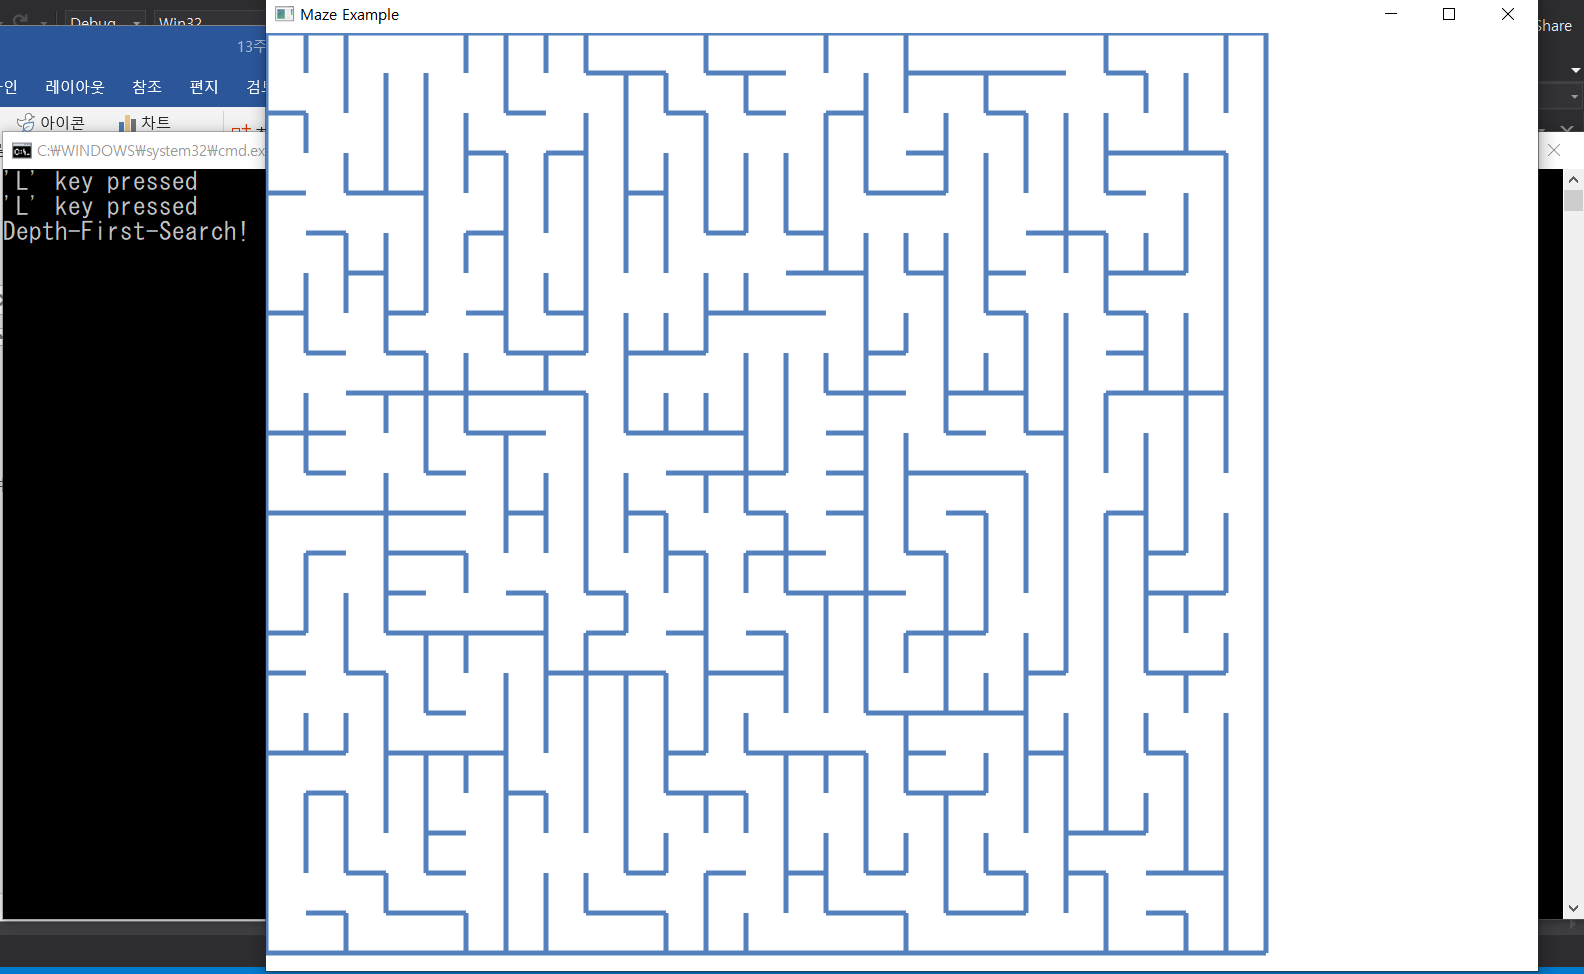 Debug
Win32
Maze Example
Share
13주
레이아웃
참조
편지
아이콘
차트
C:\WINDOWS\system32\cmd.ex
'L' key pressed
'L' key pressed
Depth-First-Search!